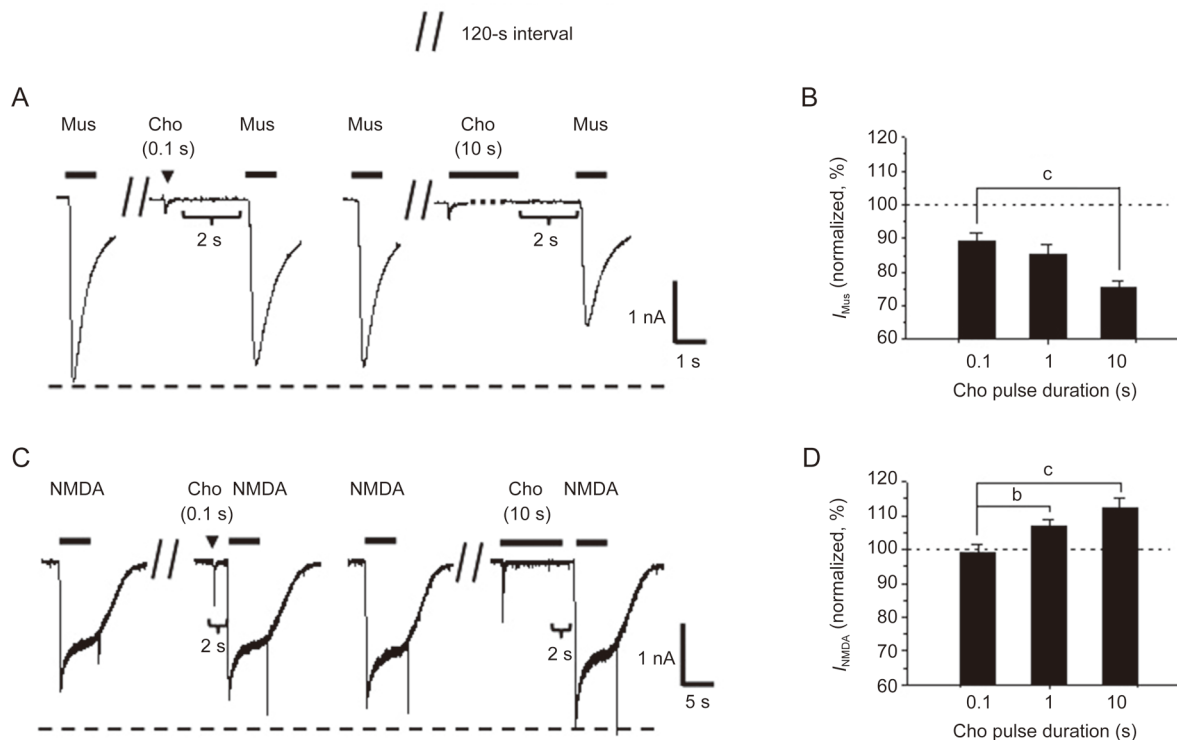 120-s interval
A
Mus Cho Mus Mus Cho Mus
(0.1 s) (10 s)
2 s 2 s
1 nA
1 s
B
120
110
c
100
90
80
70
60
I_Mus (normalized, %)
0.1 1 10
Cho pulse duration (s)
C
NMDA Cho NMDA NMDA Cho NMDA
(0.1 s) (10 s)
2 s 2 s
1 nA
5 s
D
120
c
110
b
100
90
80
70
60
I_NMDA (normalized, %)
0.1 1 10
Cho pulse duration (s)